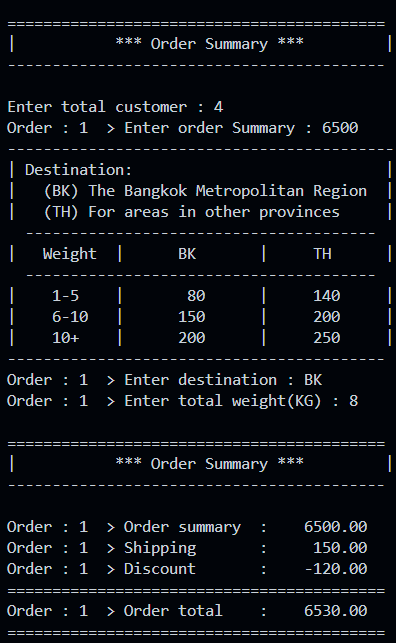 ===========================================
|           *** Order Summary ***         |
-------------------------------------------
Enter total customer : 4
Order : 1  > Enter order Summary : 6500
--------------------------------------------
| Destination:                             |
|   (BK) The Bangkok Metropolitan Region   |
|   (TH) For areas in other provinces      |
  ----------------------------------------
|   Weight  |      BK       |     TH       |
  ----------------------------------------
|    1-5    |       80      |    140       |
|    6-10   |      150      |    200       |
|    10+    |      200      |    250       |
-------------------------------------------
Order : 1  > Enter destination : BK
Order : 1  > Enter total weight(KG) : 8
===========================================
|           *** Order Summary ***         |
-------------------------------------------
Order : 1  > Order summary  :    6500.00
Order : 1  > Shipping       :     150.00
Order : 1  > Discount       :    -120.00
===========================================
Order : 1  > Order total    :    6530.00
===========================================